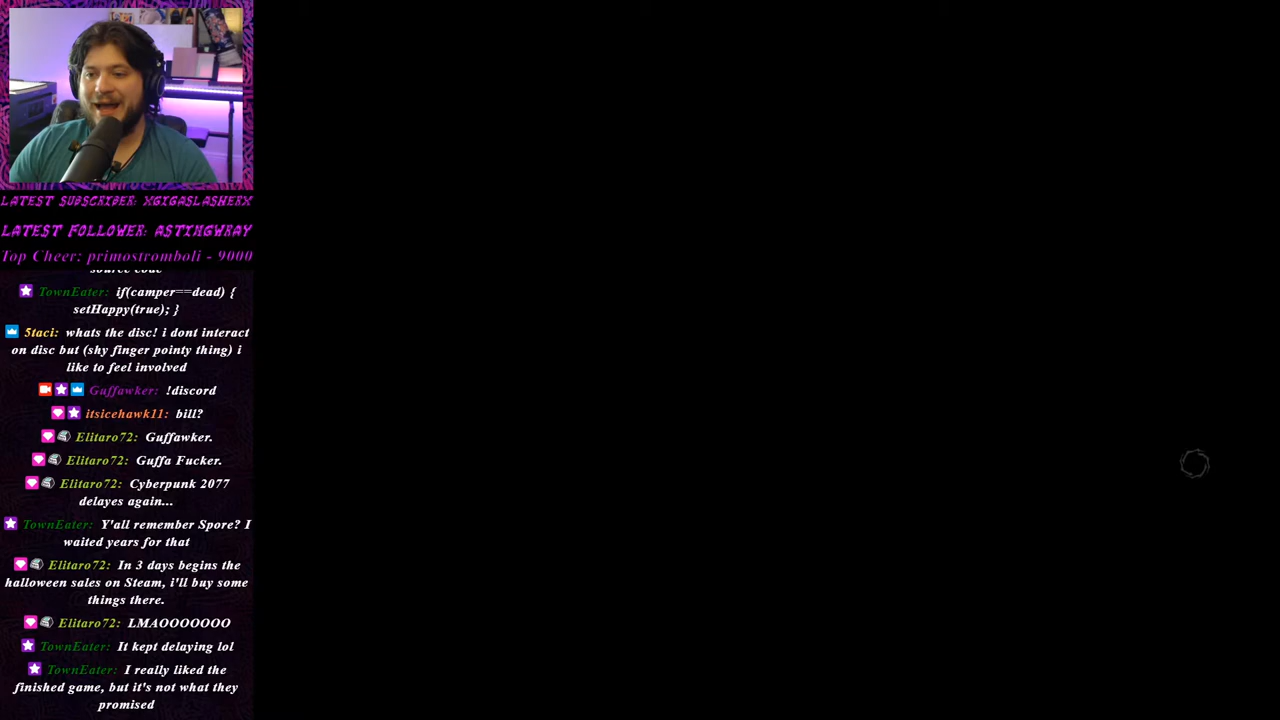 LATEST SUBSCRIBER: XGIGASLASHERX
LATEST FOLLOWER: ASTINGWRAY
Top Cheer: primostromboli - 9000
source code
TownEater: if(camper==dead) {
setHappy(true); }
5taci: whats the disc! i dont interact
on disc but (shy finger pointy thing) i
like to feel involved
Guffawker: !discord
itsicehawk11: bill?
Elitaro72: Guffawker.
Elitaro72: Guffa Fucker.
Elitaro72: Cyberpunk 2077
delayes again...
TownEater: Y'all remember Spore? I
waited years for that
Elitaro72: In 3 days begins the
halloween sales on Steam, i'll buy some
things there.
Elitaro72: LMAOOOOOOO
TownEater: It kept delaying lol
TownEater: I really liked the
finished game, but it's not what they
promised